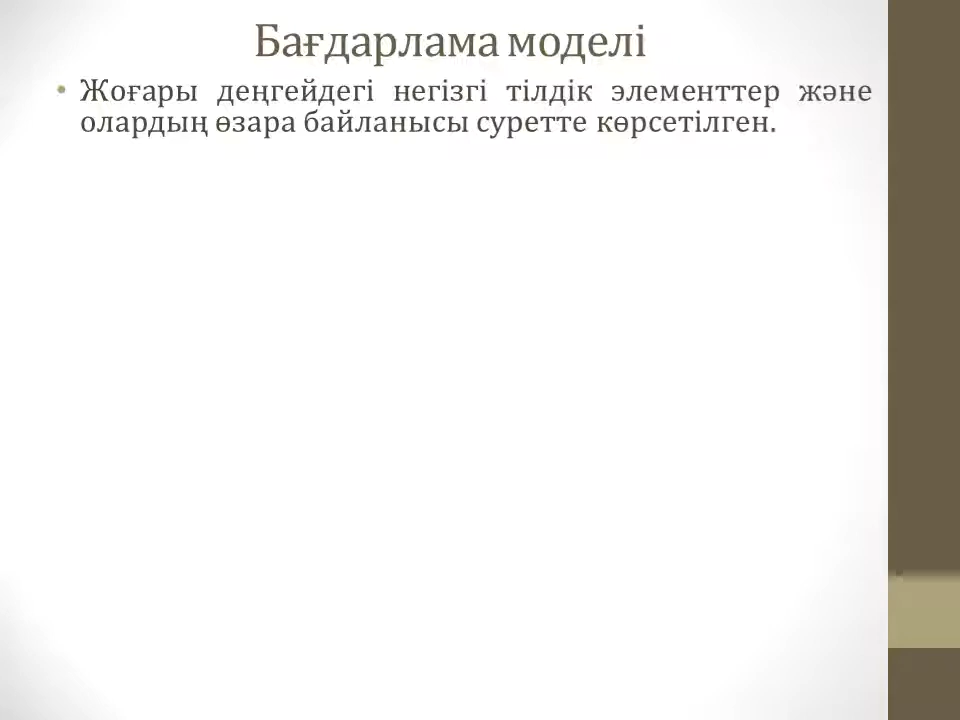 Бағдарлама моделі
• Жоғары деңгейдегі негізгі тілдік элементтер және
олардың өзара байланысы суретте көрсетілген.